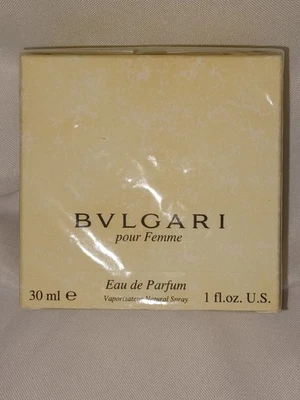 BVLGARI
pour Femme
Eau de Parfum
30 ml ℮ Vaporisateur Natural Spray 1 fl.oz. U.S.